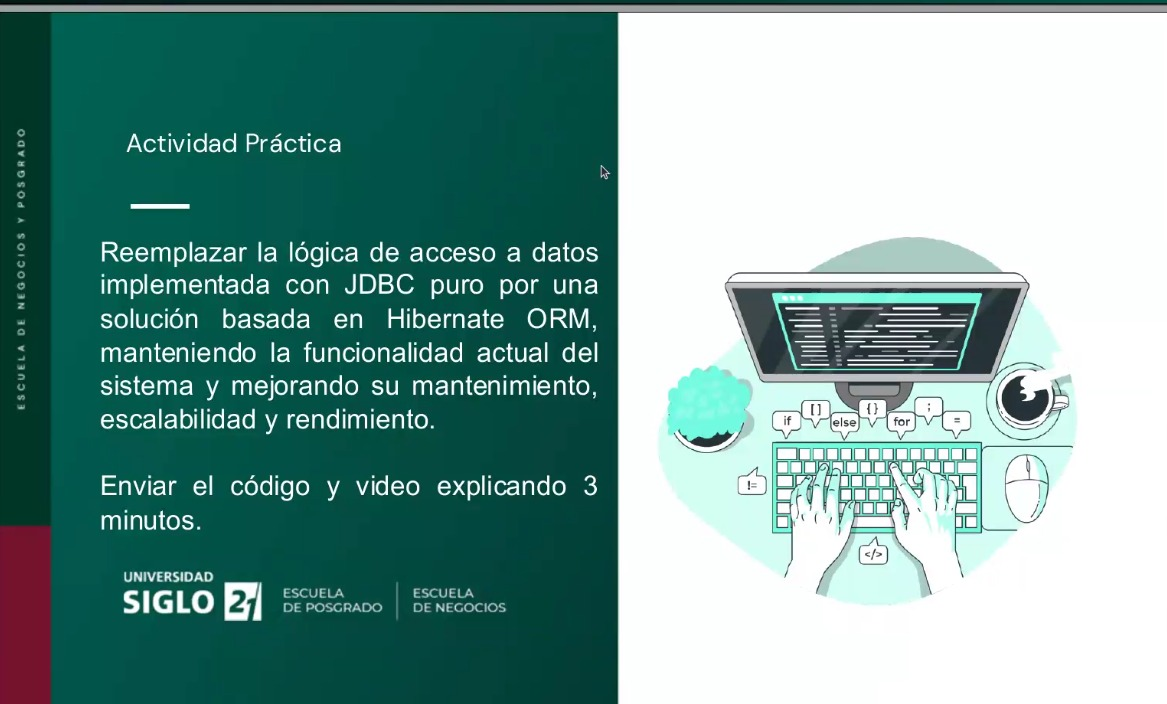 ESCUELA DE NEGOCIOS Y POSGRADO
Actividad Práctica
Reemplazar la lógica de acceso a datos
implementada con JDBC puro por una
solución basada en Hibernate ORM,
manteniendo la funcionalidad actual del
sistema y mejorando su mantenimiento,
escalabilidad y rendimiento.
Enviar el código y video explicando 3
minutos.
UNIVERSIDAD
SIGLO 21
ESCUELA
DE POSGRADO
ESCUELA
DE NEGOCIOS
if
[ ]
else
{ }
for
;
=
!=
</>